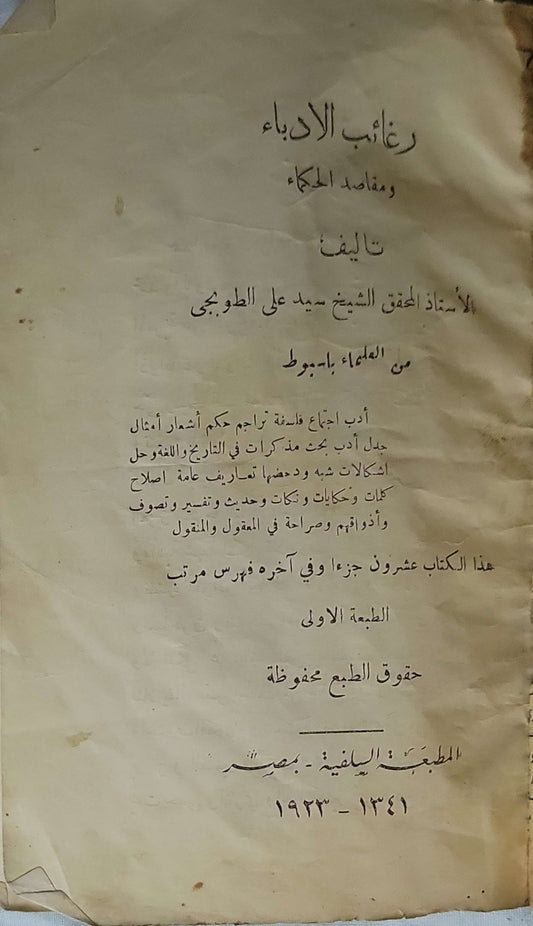 رغائب الادباء
ومقاصد الحكماء
تاليف
الأستاذ المحقق الشيخ سيد على الطوبجى
من العلماء باسيوط
أدب اجتماع فلسفة تراجم حكم أشعار أمثال
جدل أدب بحث مذكرات في التاريخ واللغة وحل
اشكالات شبه ودحضها تعاريف عامة اصلاح
كلمات وحكايات ونكات وحديث وتفسير وتصوف
وأذواقهم وصراحة في المعقول والمنقول
هذا الكتاب عشرون جزءا وفي آخره فهرس مرتب
الطبعة الاولى
حقوق الطبع محفوظة
المطبعة السلفية - بمصر
١٣٤١ - ١٩٢٣